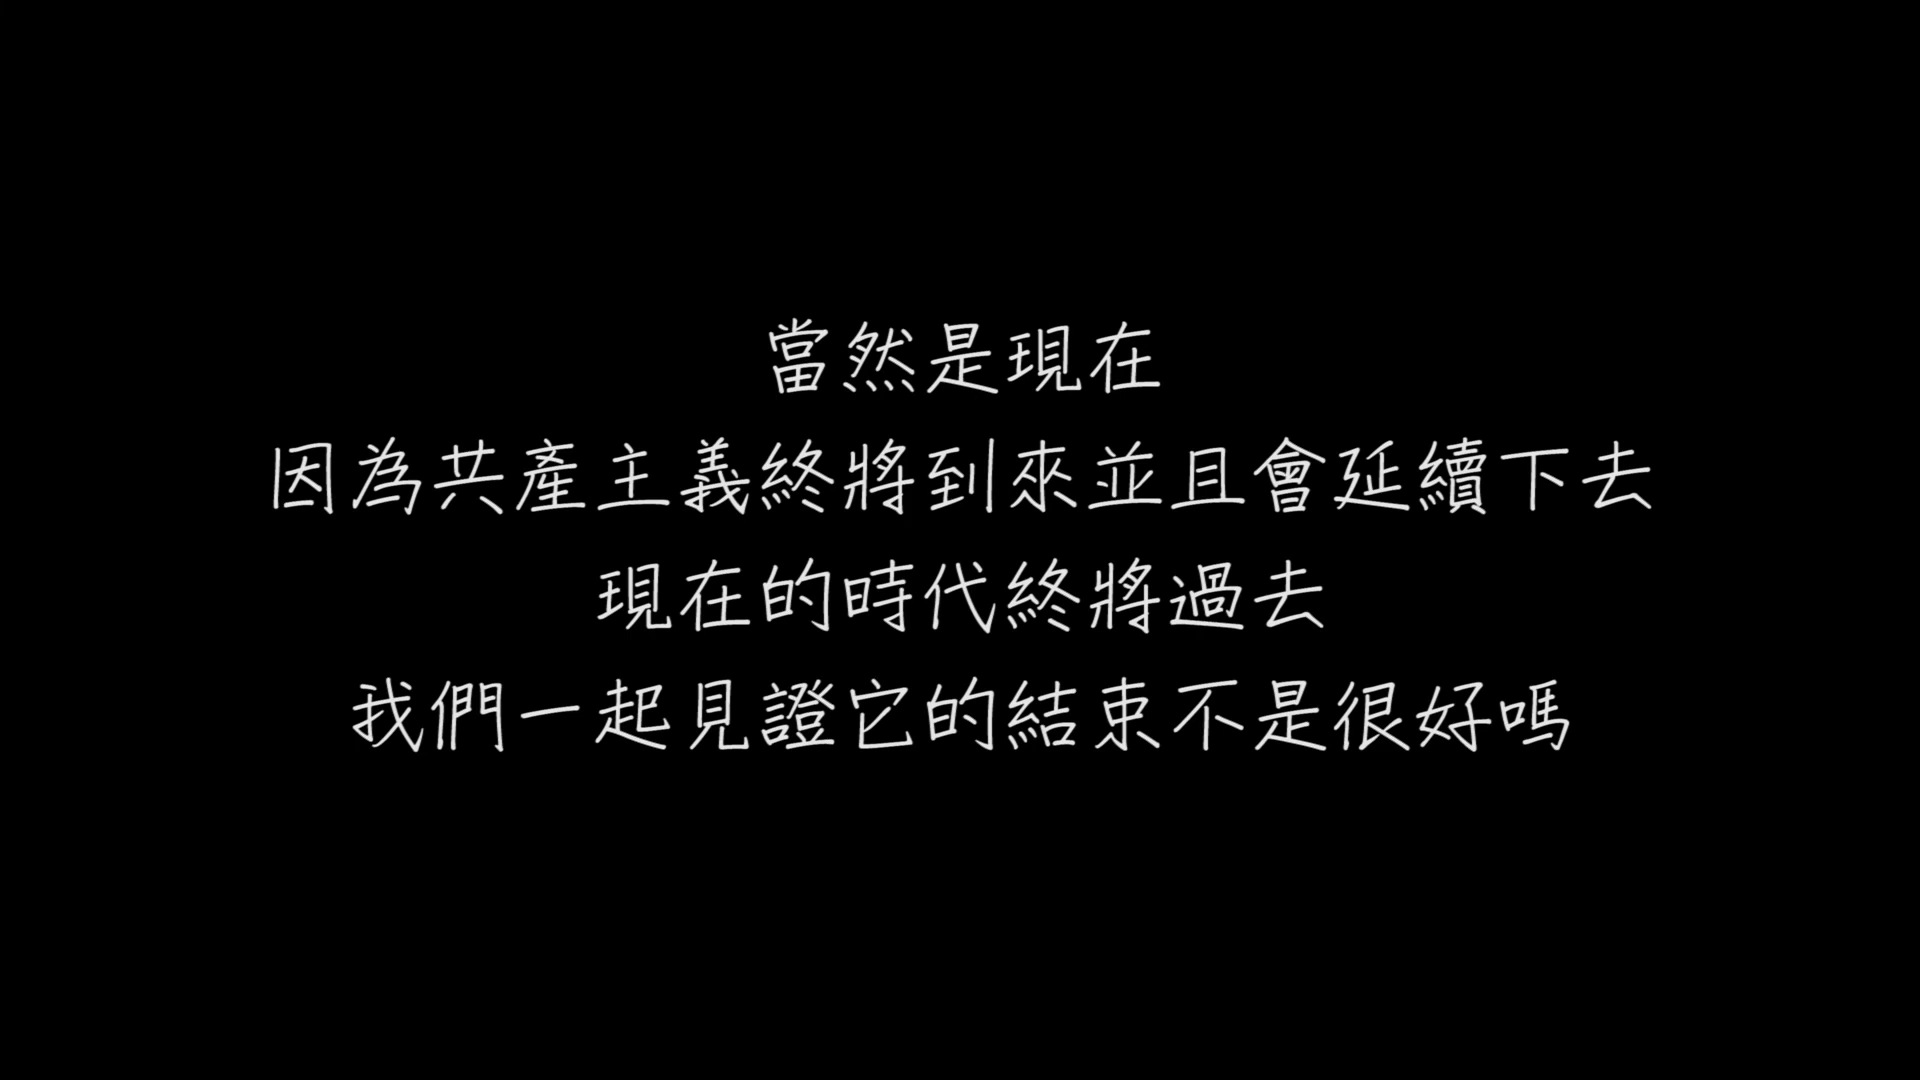 當然是現在
因為共產主義終將到來並且會延續下去
現在的時代終將過去
我們一起見證它的結束不是很好嗎